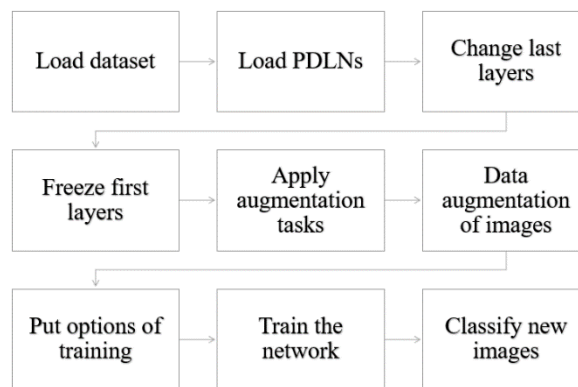 Load dataset
Load PDLNs
Change last
layers
Freeze first
layers
Apply
augmentation
tasks
Data
augmentation
of images
Put options of
training
Train the
network
Classify new
images